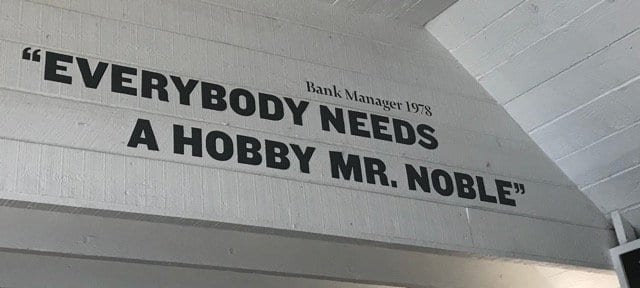 Bank Manager 1978
“EVERYBODY NEEDS
A HOBBY MR. NOBLE”